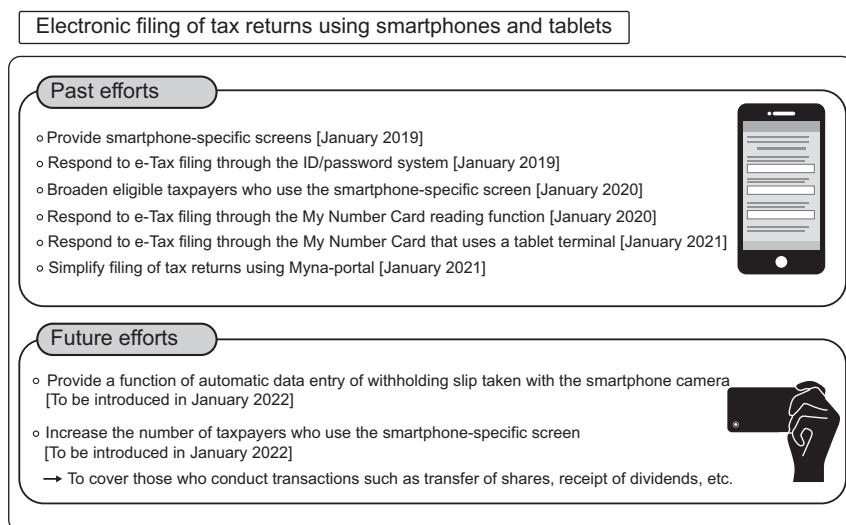 Electronic filing of tax returns using smartphones and tablets
Past efforts
○ Provide smartphone-specific screens [January 2019]
○ Respond to e-Tax filing through the ID/password system [January 2019]
○ Broaden eligible taxpayers who use the smartphone-specific screen [January 2020]
○ Respond to e-Tax filing through the My Number Card reading function [January 2020]
○ Respond to e-Tax filing through the My Number Card that uses a tablet terminal [January 2021]
○ Simplify filing of tax returns using Myna-portal [January 2021]
Future efforts
○ Provide a function of automatic data entry of withholding slip taken with the smartphone camera
[To be introduced in January 2022]
○ Increase the number of taxpayers who use the smartphone-specific screen
[To be introduced in January 2022]
→ To cover those who conduct transactions such as transfer of shares, receipt of dividends, etc.